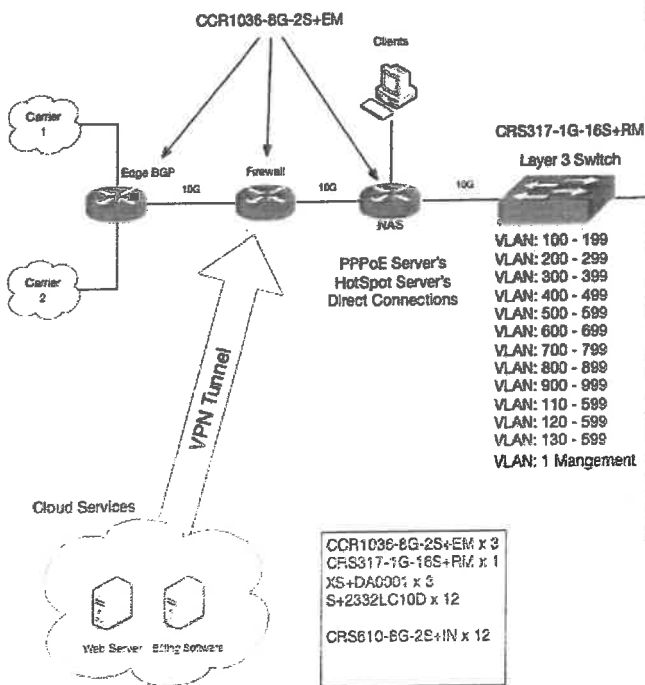 CCR1036-8G-2S+EM
Clients
Carrier
1
CRS317-1G-16S+RM
Layer 3 Switch
Edge BGP
Firewall
10G
10G
10G
NAS
Carrier
2
PPPoE Server's
HotSpot Server's
Direct Connections
VLAN: 100 - 199
VLAN: 200 - 299
VLAN: 300 - 399
VLAN: 400 - 499
VLAN: 500 - 599
VLAN: 600 - 699
VLAN: 700 - 799
VLAN: 800 - 899
VLAN: 900 - 999
VLAN: 110 - 599
VLAN: 120 - 599
VLAN: 130 - 599
VLAN: 1 Mangement
VPN Tunnel
Cloud Services
Web Server
Billing Software
CCR1036-8G-2S+EM x 3
CRS317-1G-16S+RM x 1
XS+DA0001 x 3
S+2332LC10D x 12
CRS610-8G-2S+IN x 12